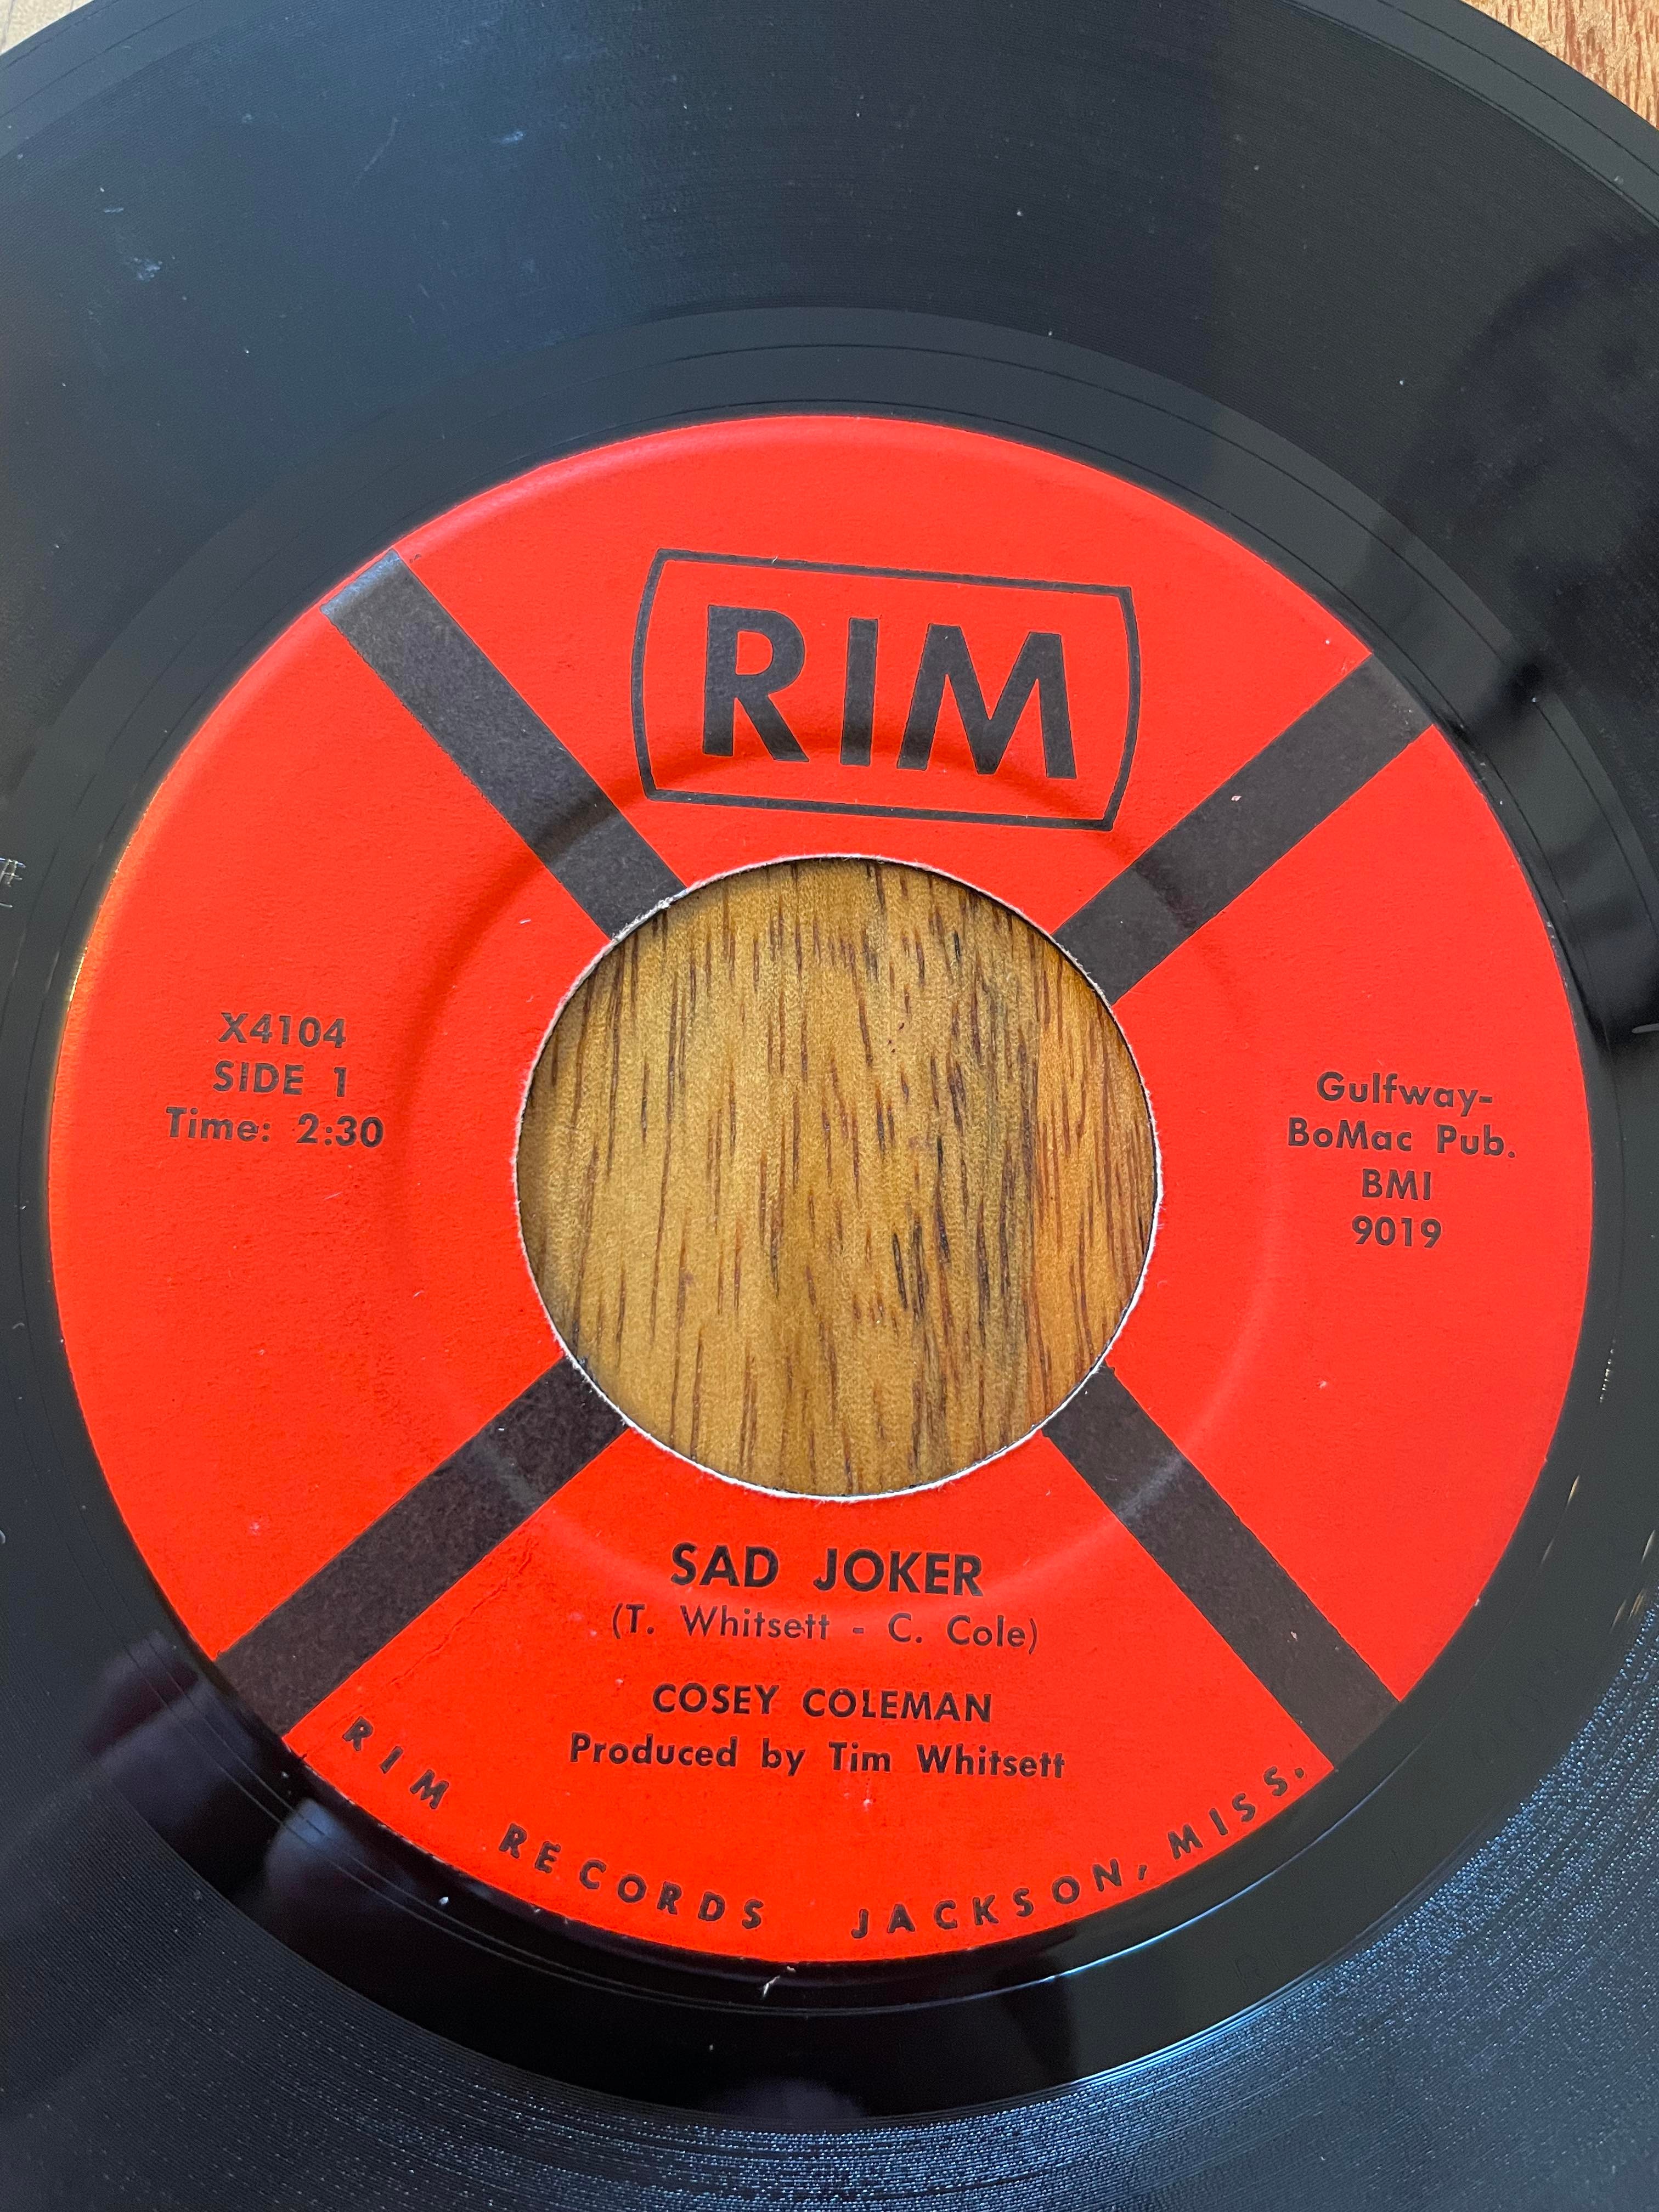 RIM
X4104
SIDE 1
Time: 2:30
Gulfway-
BoMac Pub.
BMI
9019
SAD JOKER
(T. Whitsett - C. Cole)
COSEY COLEMAN
Produced by Tim Whitsett
RIM RECORDS JACKSON, MISS.